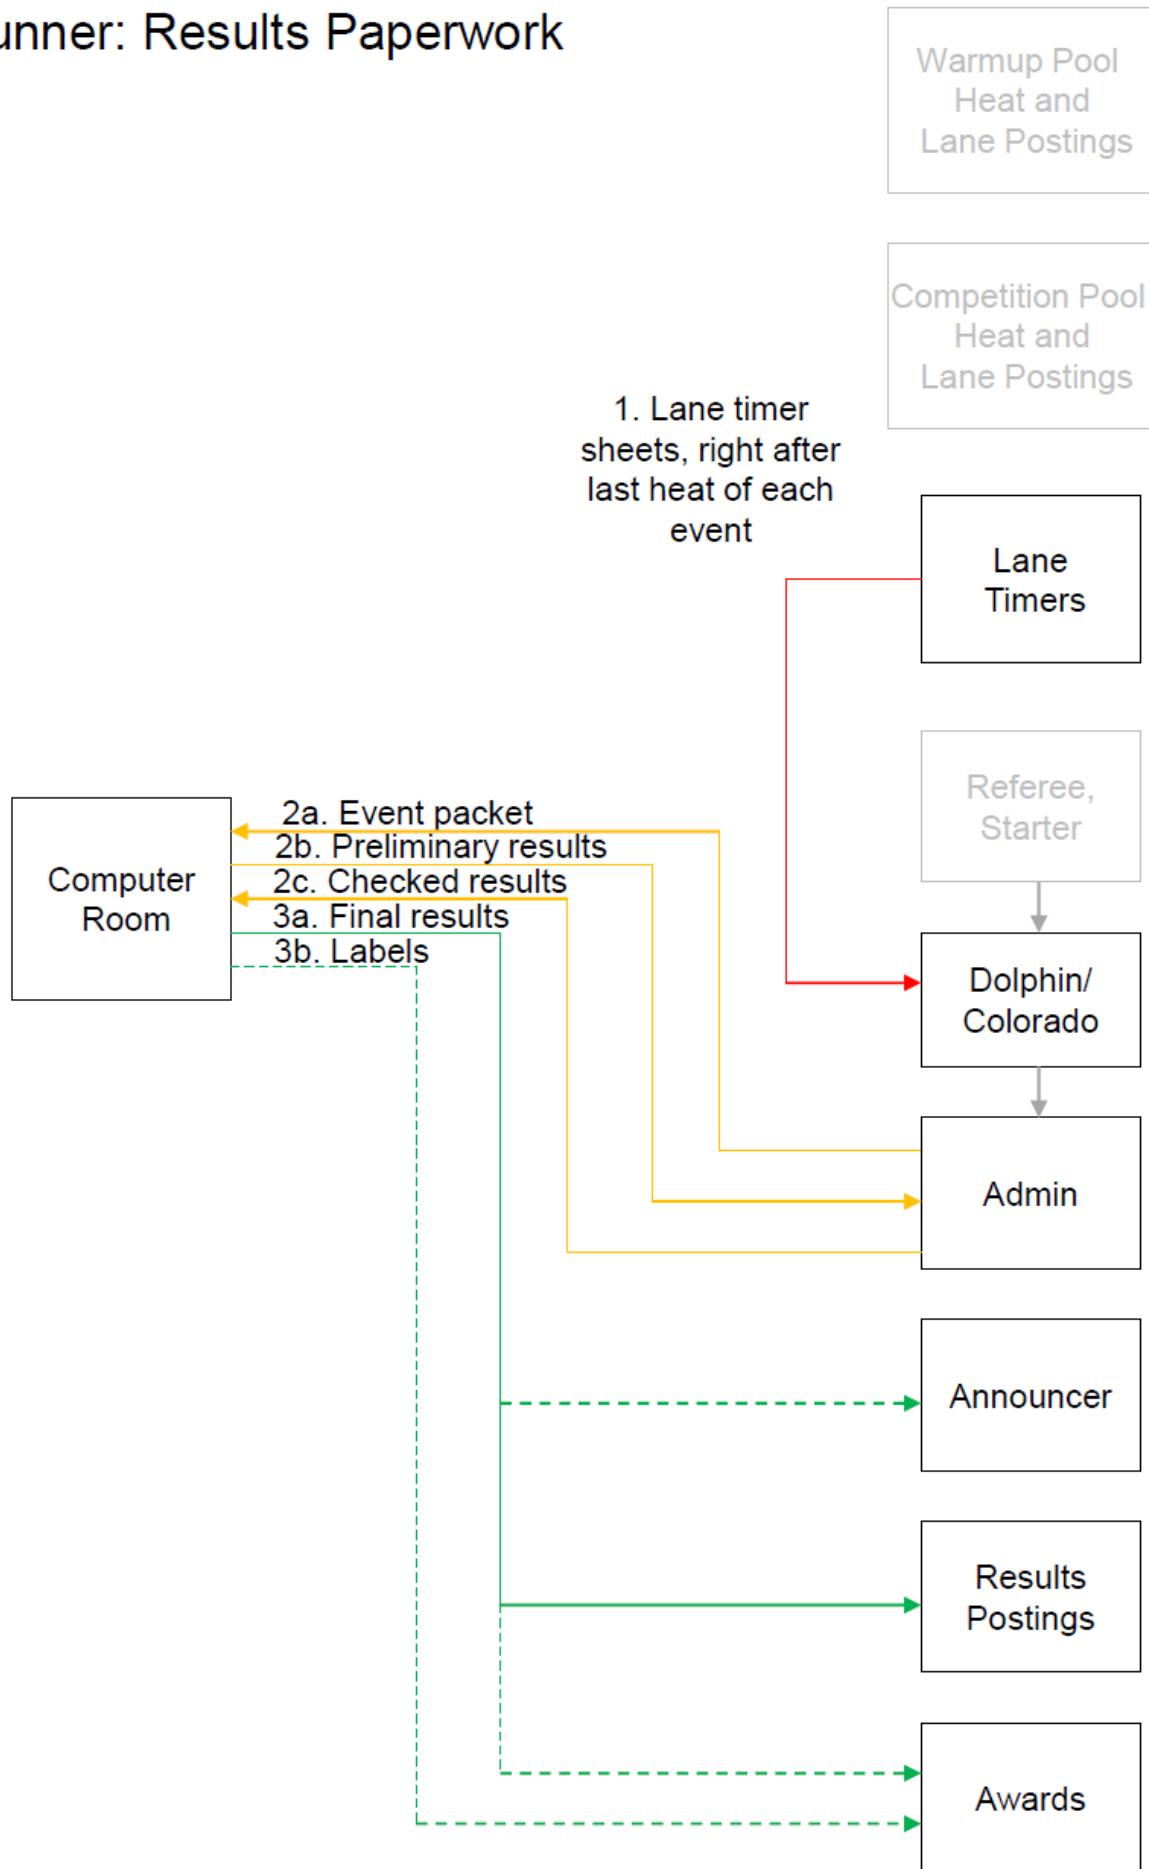 unner: Results Paperwork
Warmup Pool
Heat and
Lane Postings
Competition Pool
Heat and
Lane Postings
1. Lane timer
sheets, right after
last heat of each
event
Lane
Timers
Referee,
Starter
2a. Event packet
2b. Preliminary results
2c. Checked results
3a. Final results
3b. Labels
Computer
Room
Dolphin/
Colorado
Admin
Announcer
Results
Postings
Awards